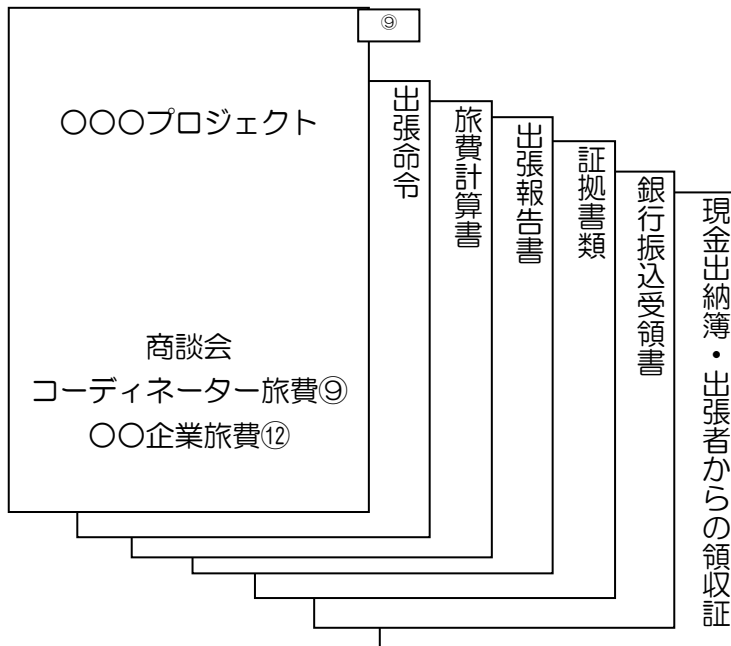 ⑨
〇〇〇プロジェクト
商談会
コーディネーター旅費⑨
〇〇企業旅費⑫
出張命令
旅費計算書
出張報告書
証拠書類
銀行振込受領書
現金出納簿・出張者からの領収証